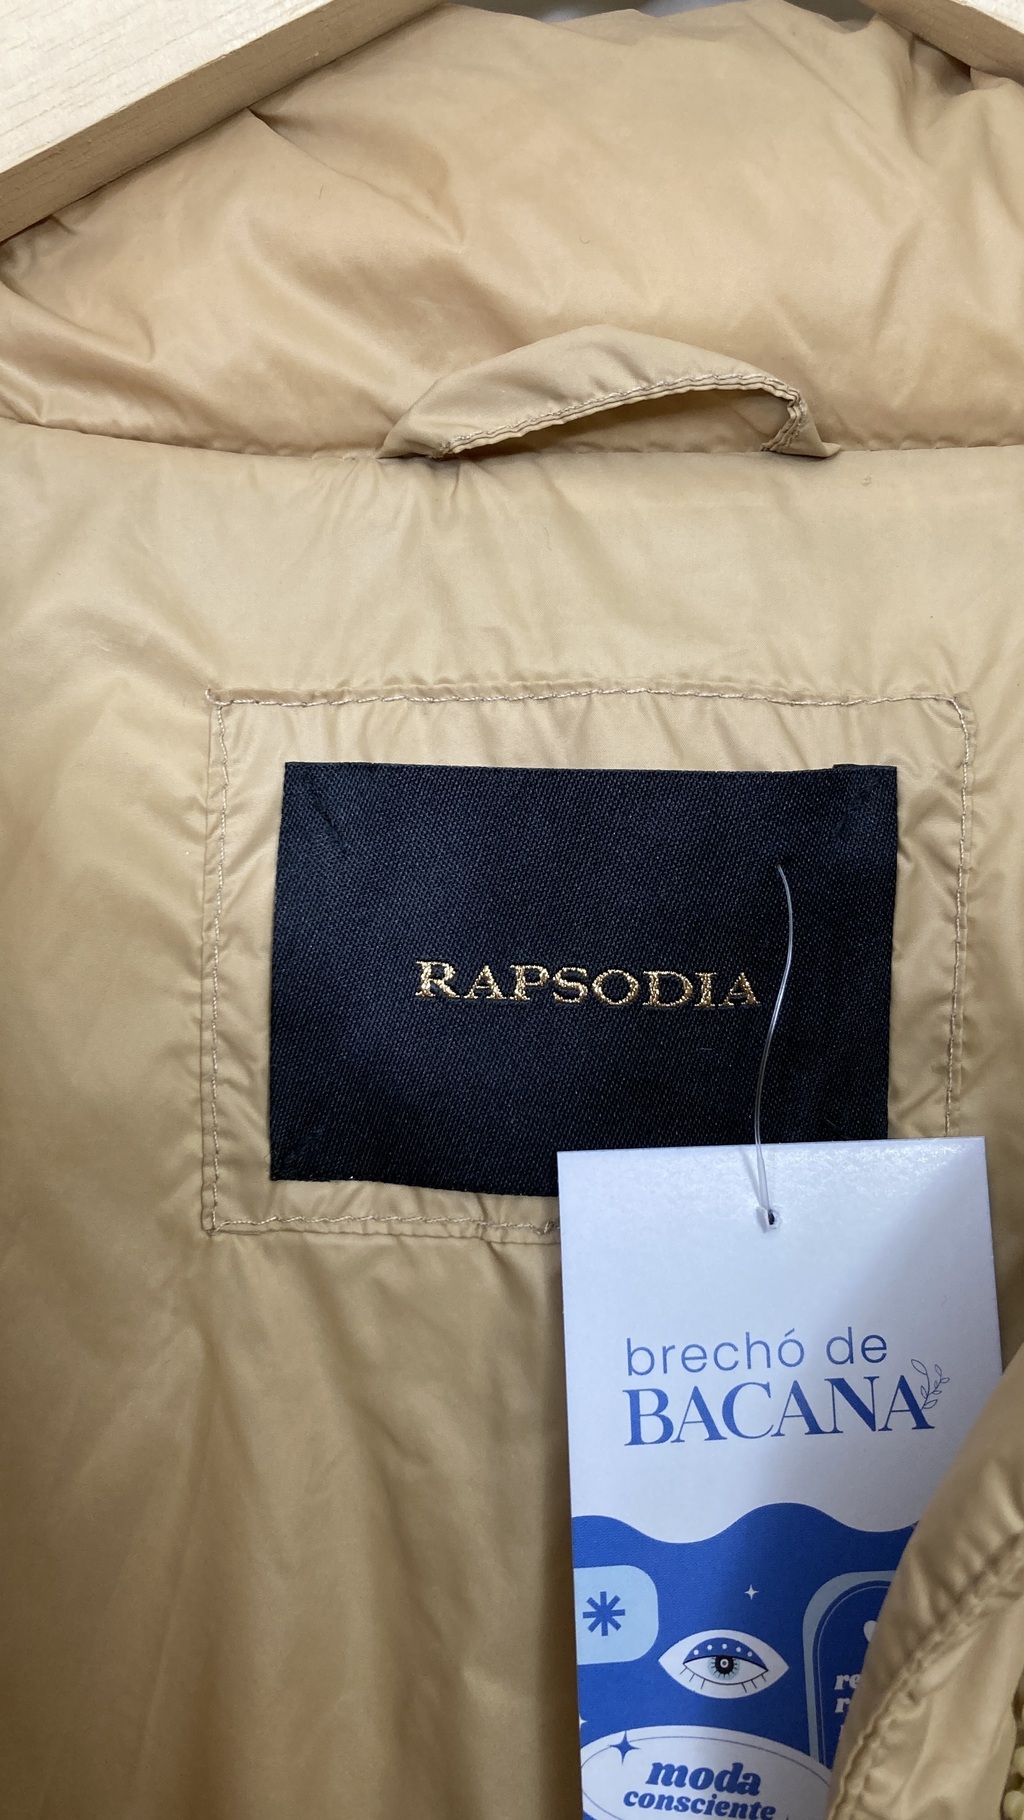 RAPSODIA
brechó de
BACANA
moda
consciente